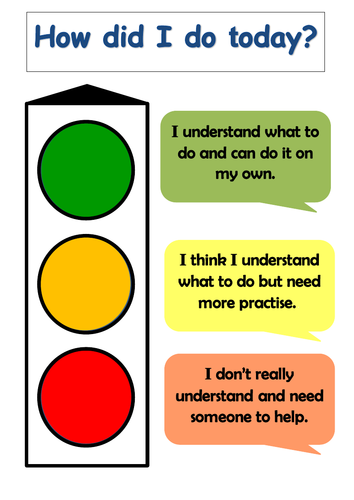 How did I do today?
I understand what to
do and can do it on
my own.
I think I understand
what to do but need
more practise.
I don't really
understand and need
someone to help.